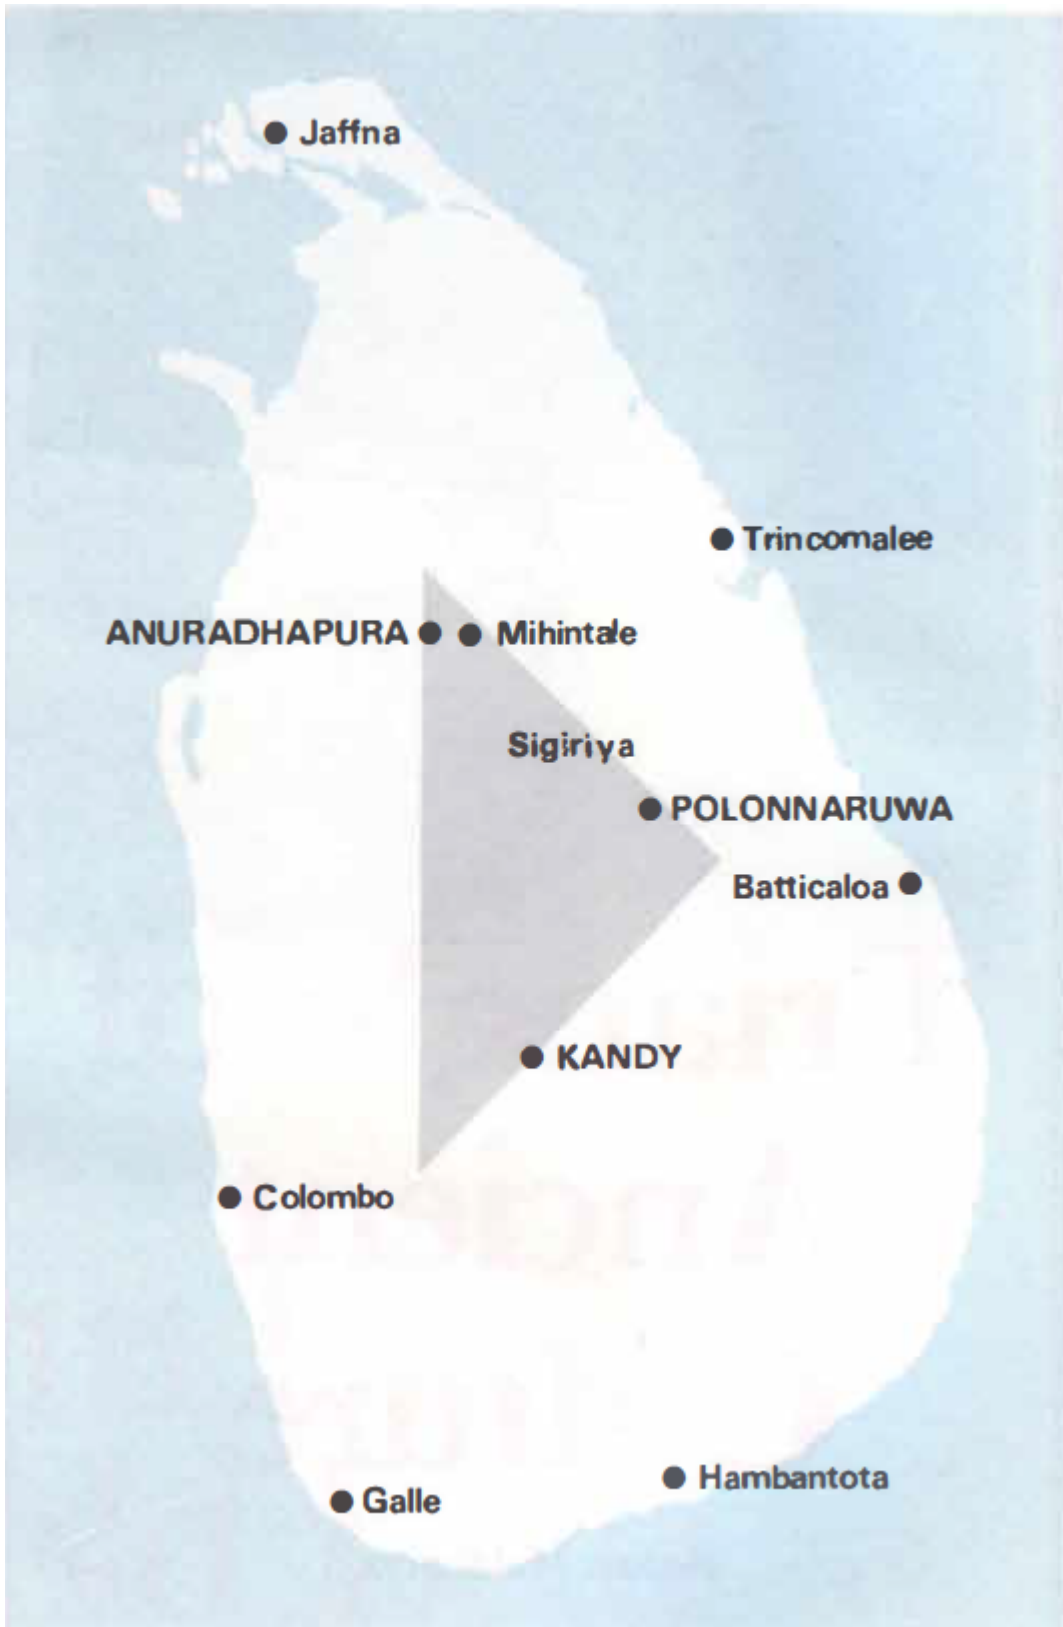 Jaffna
Trincomalee
ANURADHAPURA
Mihintale
Sigiriya
POLONNARUWA
Batticaloa
KANDY
Colombo
Hambantota
Galle